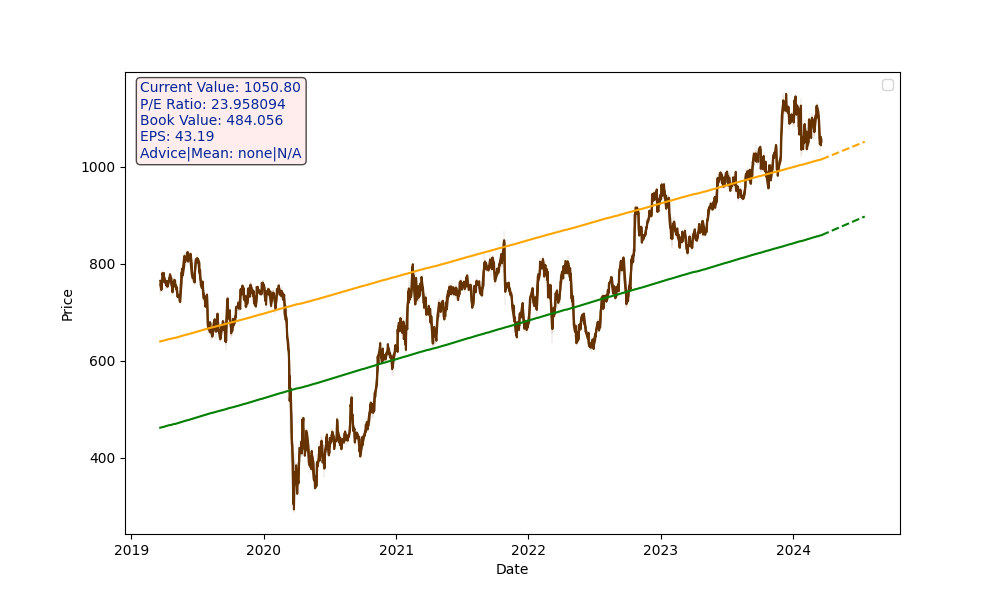 Current Value: 1050.80
P/E Ratio: 23.958094
Book Value: 484.056
EPS: 43.19
Advice|Mean: none|N/A
1000
800
600
400
Price
2019 2020 2021 2022 2023 2024
Date